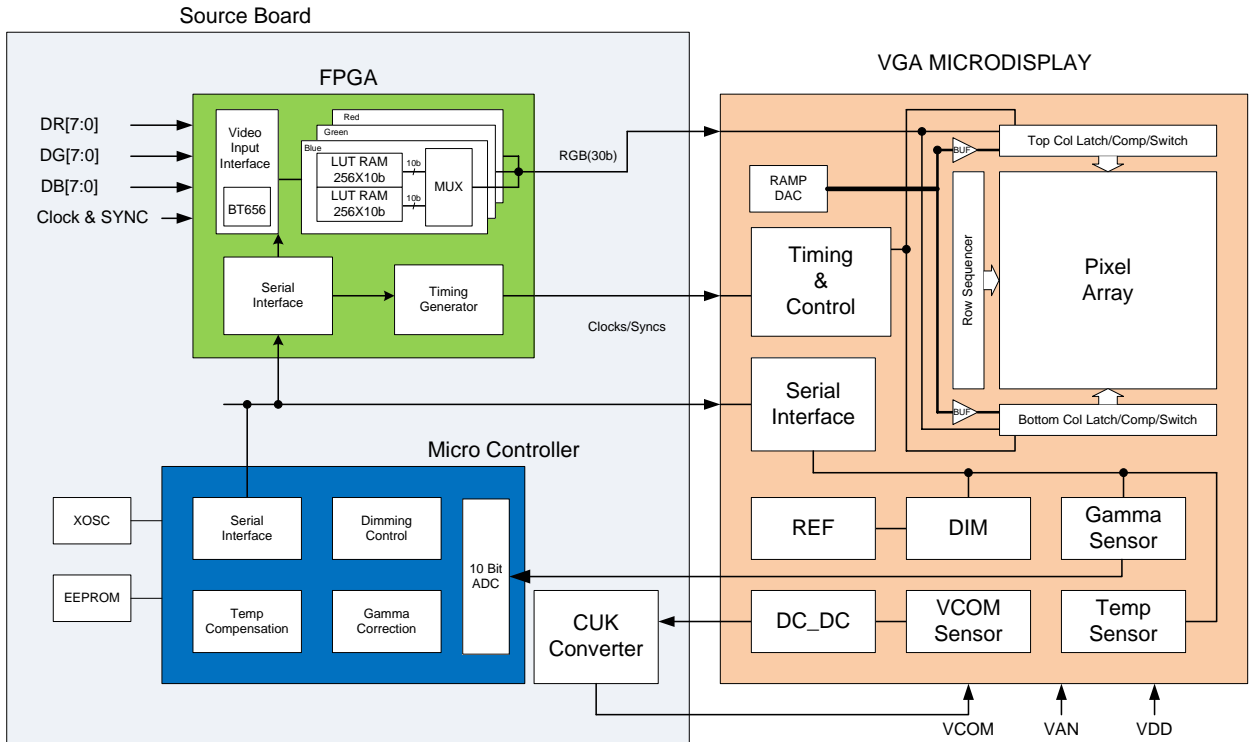 Source Board
FPGA
VGA MICRODISPLAY
DR[7:0]
DG[7:0]
DB[7:0]
Clock & SYNC
Video
Input
Interface
BT656
Red
Green
Blue
LUT RAM
256X10b
10b
LUT RAM
256X10b
10b
MUX
RGB(30b)
Serial
Interface
Timing
Generator
Clocks/Syncs
RAMP
DAC
BUF
Top Col Latch/Comp/Switch
Timing
&
Control
Row Sequencer
Pixel
Array
Serial
Interface
BUF
Bottom Col Latch/Comp/Switch
Micro Controller
XOSC
EEPROM
Serial
Interface
Dimming
Control
10 Bit
ADC
Temp
Compensation
Gamma
Correction
CUK
Converter
REF
DIM
Gamma
Sensor
DC_DC
VCOM
Sensor
Temp
Sensor
VCOM
VAN
VDD